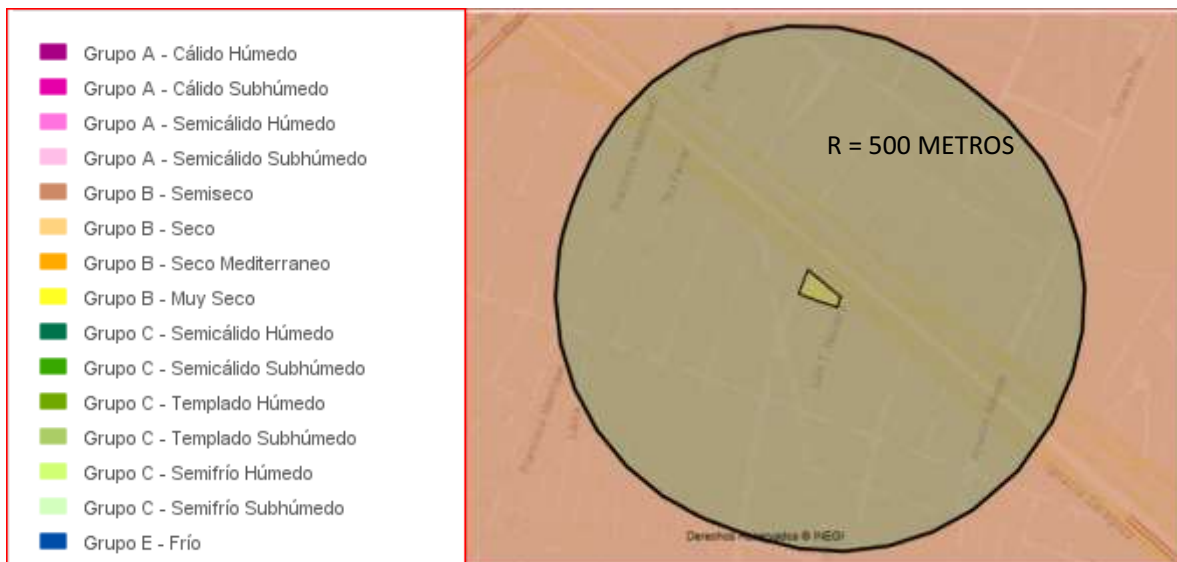 Grupo A - Cálido Húmedo
Grupo A - Cálido Subhúmedo
Grupo A - Semicálido Húmedo
Grupo A - Semicálido Subhúmedo
Grupo B - Semiseco
Grupo B - Seco
Grupo B - Seco Mediterraneo
Grupo B - Muy Seco
Grupo C - Semicálido Húmedo
Grupo C - Semicálido Subhúmedo
Grupo C - Templado Húmedo
Grupo C - Templado Subhúmedo
Grupo C - Semifrío Húmedo
Grupo C - Semifrío Subhúmedo
Grupo E - Frío
R = 500 METROS
Derechos Reservados © INEGI